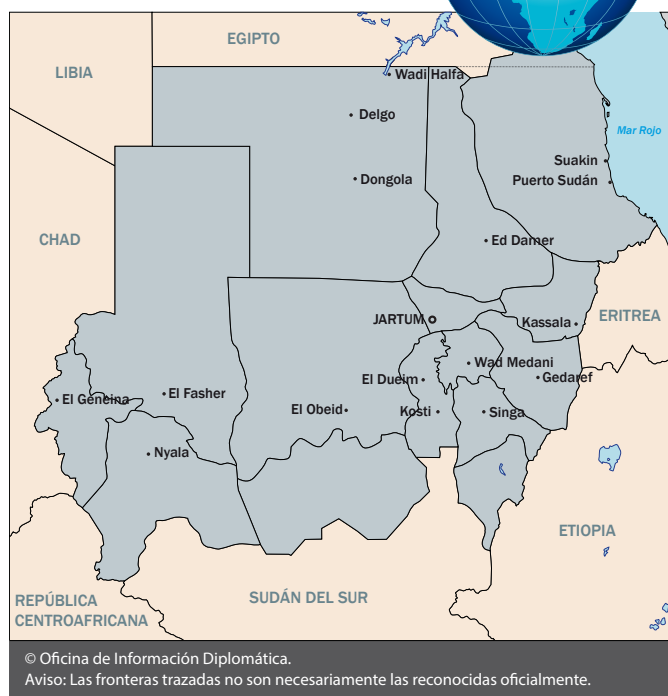 EGIPTO
LIBIA
Wadi Halfa
Delgo
Mar Rojo
Suakin
Dongola
Puerto Sudán
CHAD
Ed Damer
JARTUM
Kassala
ERITREA
Wad Medani
El Dueim
Gedaref
El Geneina
El Fasher
El Obeid
Kosti
Singa
Nyala
ETIOPIA
REPÚBLICA
CENTROAFRICANA
SUDÁN DEL SUR
© Oficina de Información Diplomática.
Aviso: Las fronteras trazadas no son necesariamente las reconocidas oficialmente.